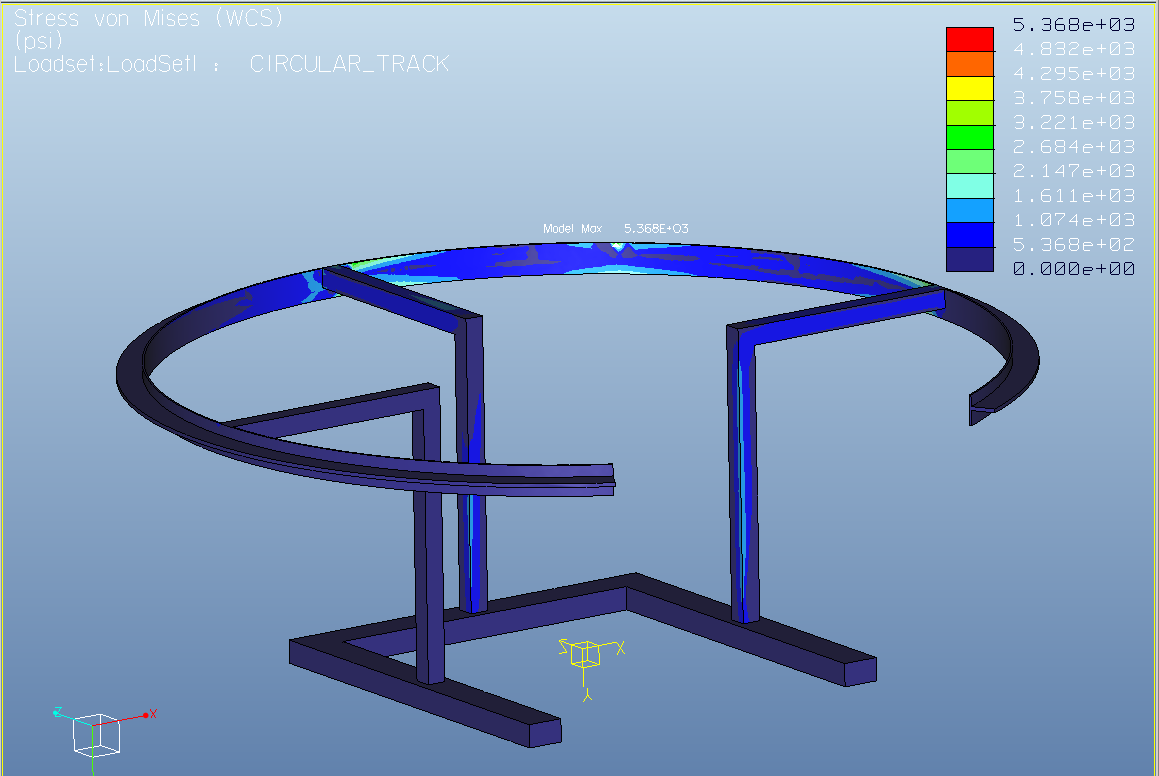 Stress von Mises (WCS)
(psi)
Loadset:LoadSet1 : CIRCULAR_TRACK
5.368e+03
4.832e+03
4.295e+03
3.758e+03
3.221e+03
2.684e+03
2.147e+03
1.611e+03
1.074e+03
5.368e+02
0.000e+00
Model Max 5.368E+03
Z X
Y
Z X